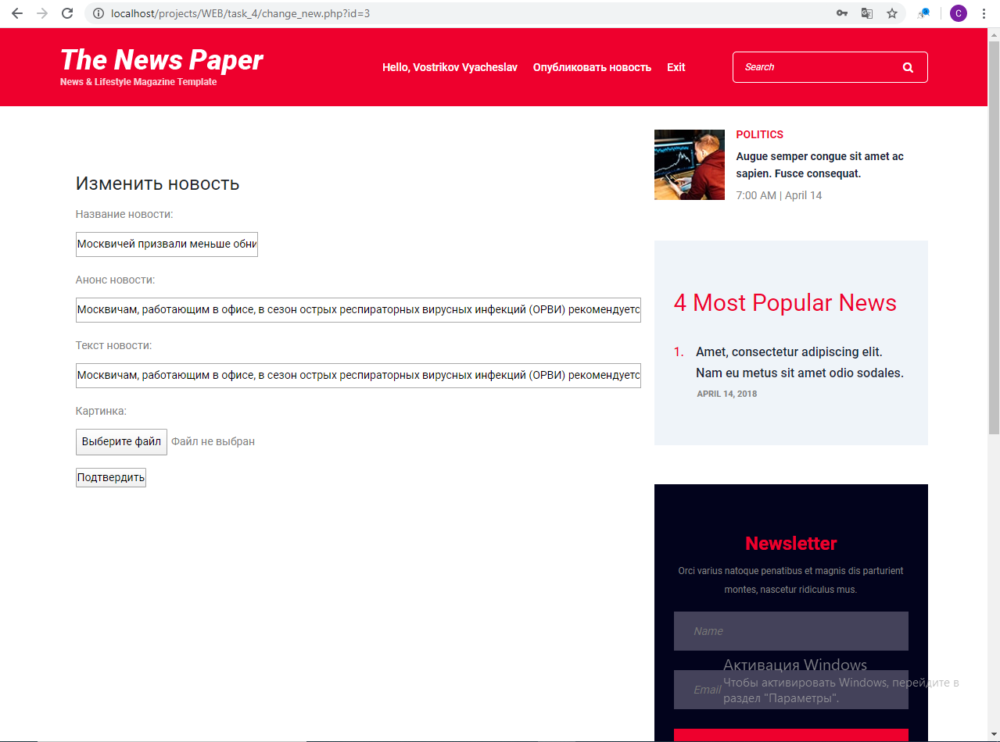 localhost/projects/WEB/task_4/change_new.php?id=3
C
The News Paper
News & Lifestyle Magazine Template
Hello, Vostrikov Vyacheslav
Опубликовать новость
Exit
Search
Изменить новость
Название новости:
Москвичей призвали меньше обни
Анонс новости:
Москвичам, работающим в офисе, в сезон острых респираторных вирусных инфекций (ОРВИ) рекомендуетс
Текст новости:
Москвичам, работающим в офисе, в сезон острых респираторных вирусных инфекций (ОРВИ) рекомендуетс
Картинка:
Выберите файл Файл не выбран
Подтвердить
POLITICS
Augue semper congue sit amet ac
sapien. Fusce consequat.
7:00 AM | April 14
4 Most Popular News
1. Amet, consectetur adipiscing elit.
Nam eu metus sit amet odio sodales.
APRIL 14, 2018
Newsletter
Orci varius natoque penatibus et magnis dis parturient
montes, nascetur ridiculus mus.
Name
Email
Активация Windows
Чтобы активировать Windows, перейдите в
раздел "Параметры".